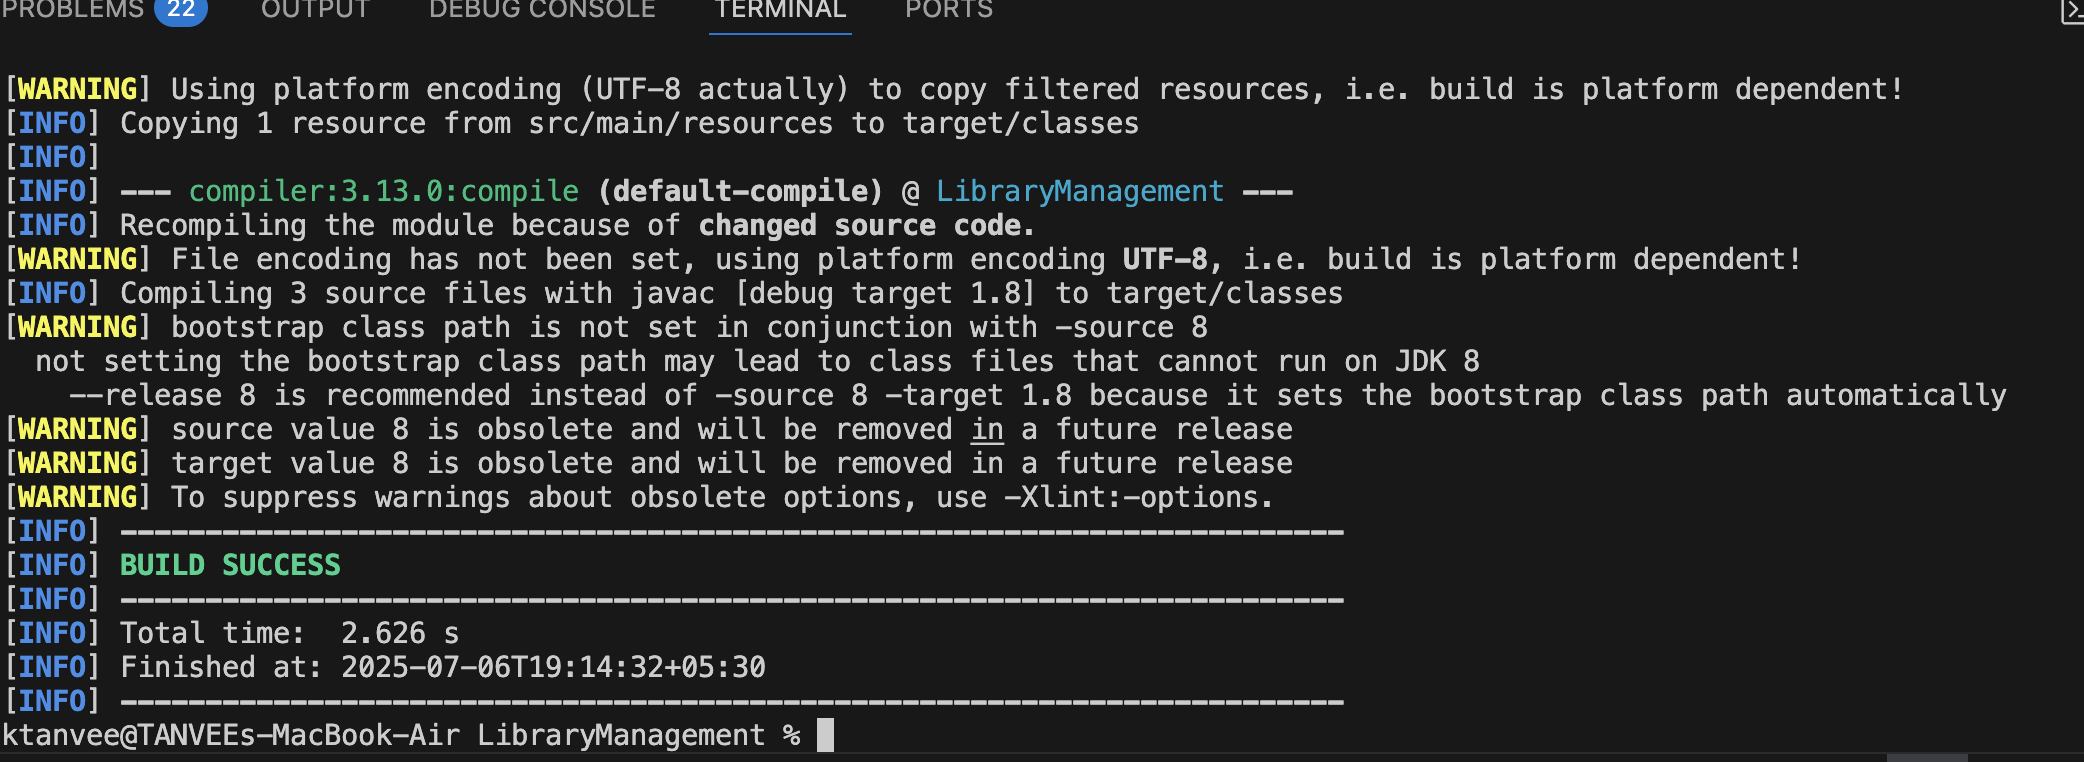 PROBLEMS 22 OUTPUT DEBUG CONSOLE TERMINAL PORTS
[WARNING] Using platform encoding (UTF-8 actually) to copy filtered resources, i.e. build is platform dependent!
[INFO] Copying 1 resource from src/main/resources to target/classes
[INFO]
[INFO] --- compiler:3.13.0:compile (default-compile) @ LibraryManagement ---
[INFO] Recompiling the module because of changed source code.
[WARNING] File encoding has not been set, using platform encoding UTF-8, i.e. build is platform dependent!
[INFO] Compiling 3 source files with javac [debug target 1.8] to target/classes
[WARNING] bootstrap class path is not set in conjunction with -source 8
  not setting the bootstrap class path may lead to class files that cannot run on JDK 8
    --release 8 is recommended instead of -source 8 -target 1.8 because it sets the bootstrap class path automatically
[WARNING] source value 8 is obsolete and will be removed in a future release
[WARNING] target value 8 is obsolete and will be removed in a future release
[WARNING] To suppress warnings about obsolete options, use -Xlint:-options.
[INFO] ------------------------------------------------------------------------
[INFO] BUILD SUCCESS
[INFO] ------------------------------------------------------------------------
[INFO] Total time:  2.626 s
[INFO] Finished at: 2025-07-06T19:14:32+05:30
[INFO] ------------------------------------------------------------------------
ktanvee@TANVEEs-MacBook-Air LibraryManagement %